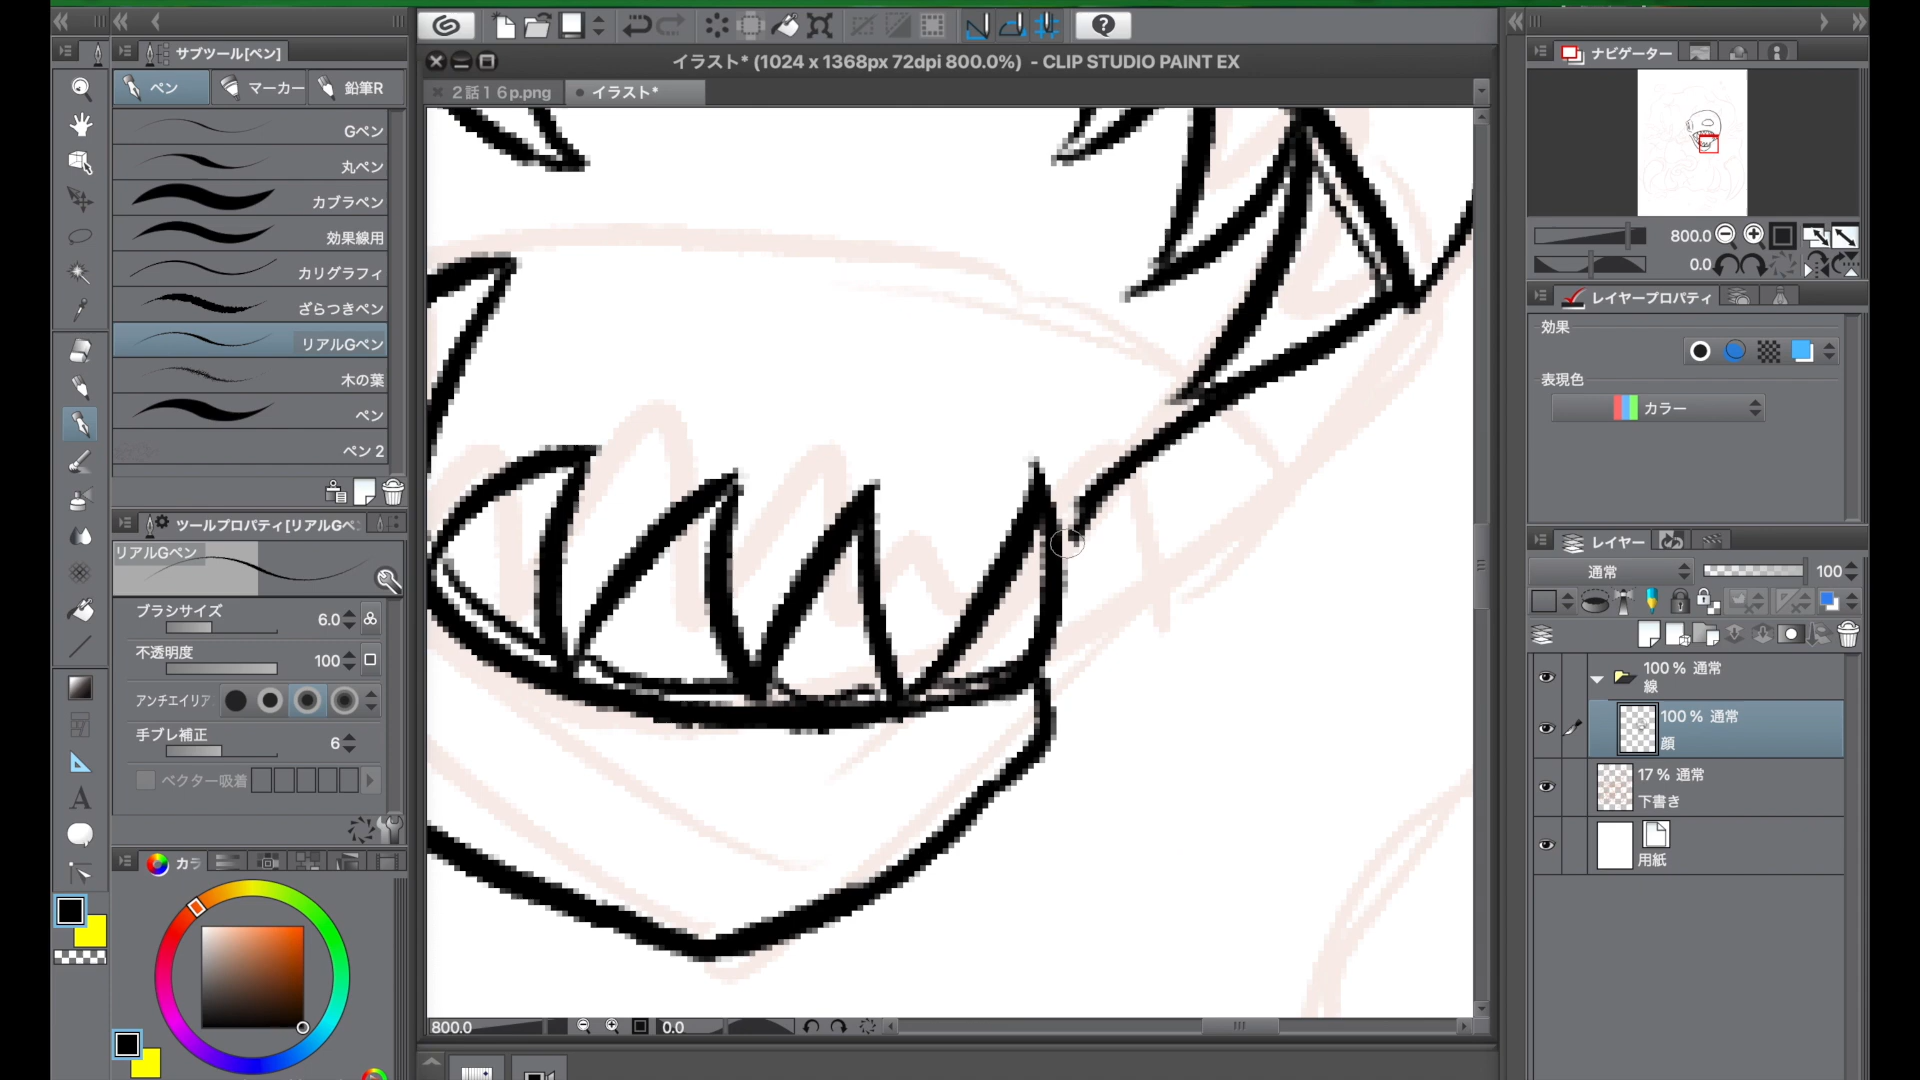 サブツール[ペン]
ペン
マーカー
鉛筆R
Gペン
丸ペン
カブラペン
効果線用
カリグラフィ
ざらつきペン
リアルGペン
木の葉
ペン
ペン 2
ツールプロパティ[リアルGペ
リアルGペン
ブラシサイズ
6.0
不透明度
100
アンチエイリア
手ブレ補正
6
ベクター吸着
カラ
イラスト* (1024 x 1368px 72dpi 800.0%) - CLIP STUDIO PAINT EX
２話１６p.png
イラスト*
800.0
0.0
ナビゲーター
800.0
0.0
レイヤープロパティ
効果
表現色
カラー
レイヤー
通常
100
100 % 通常
線
100 % 通常
顔
17 % 通常
下書き
用紙